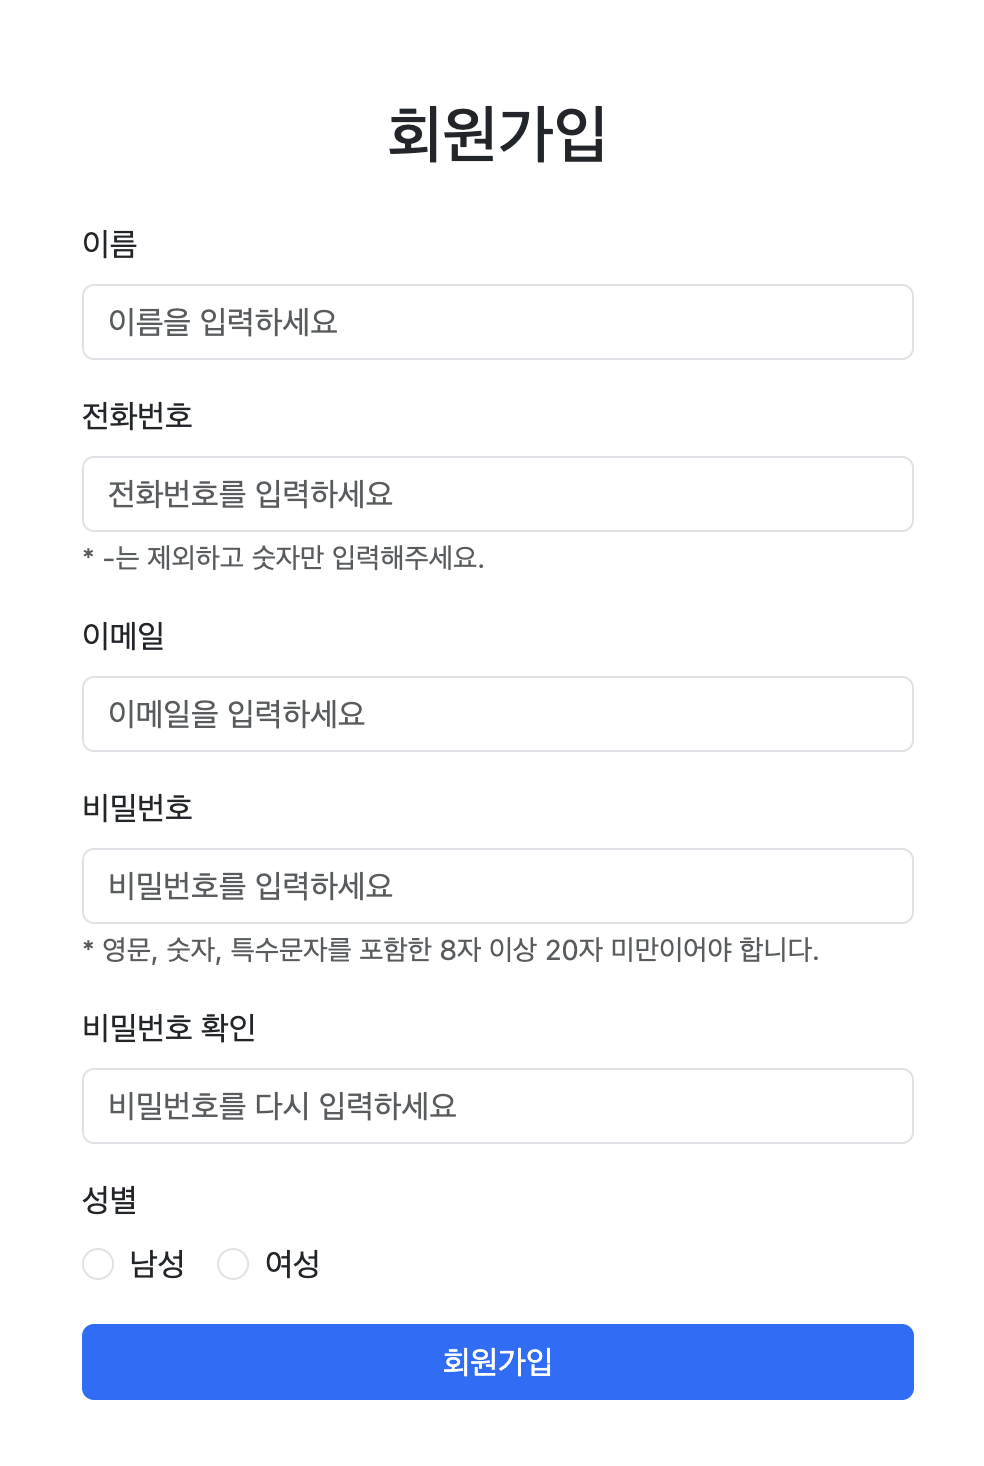 회원가입
이름
이름을 입력하세요
전화번호
전화번호를 입력하세요
* -는 제외하고 숫자만 입력해주세요.
이메일
이메일을 입력하세요
비밀번호
비밀번호를 입력하세요
* 영문, 숫자, 특수문자를 포함한 8자 이상 20자 미만이어야 합니다.
비밀번호 확인
비밀번호를 다시 입력하세요
성별
남성 여성
회원가입